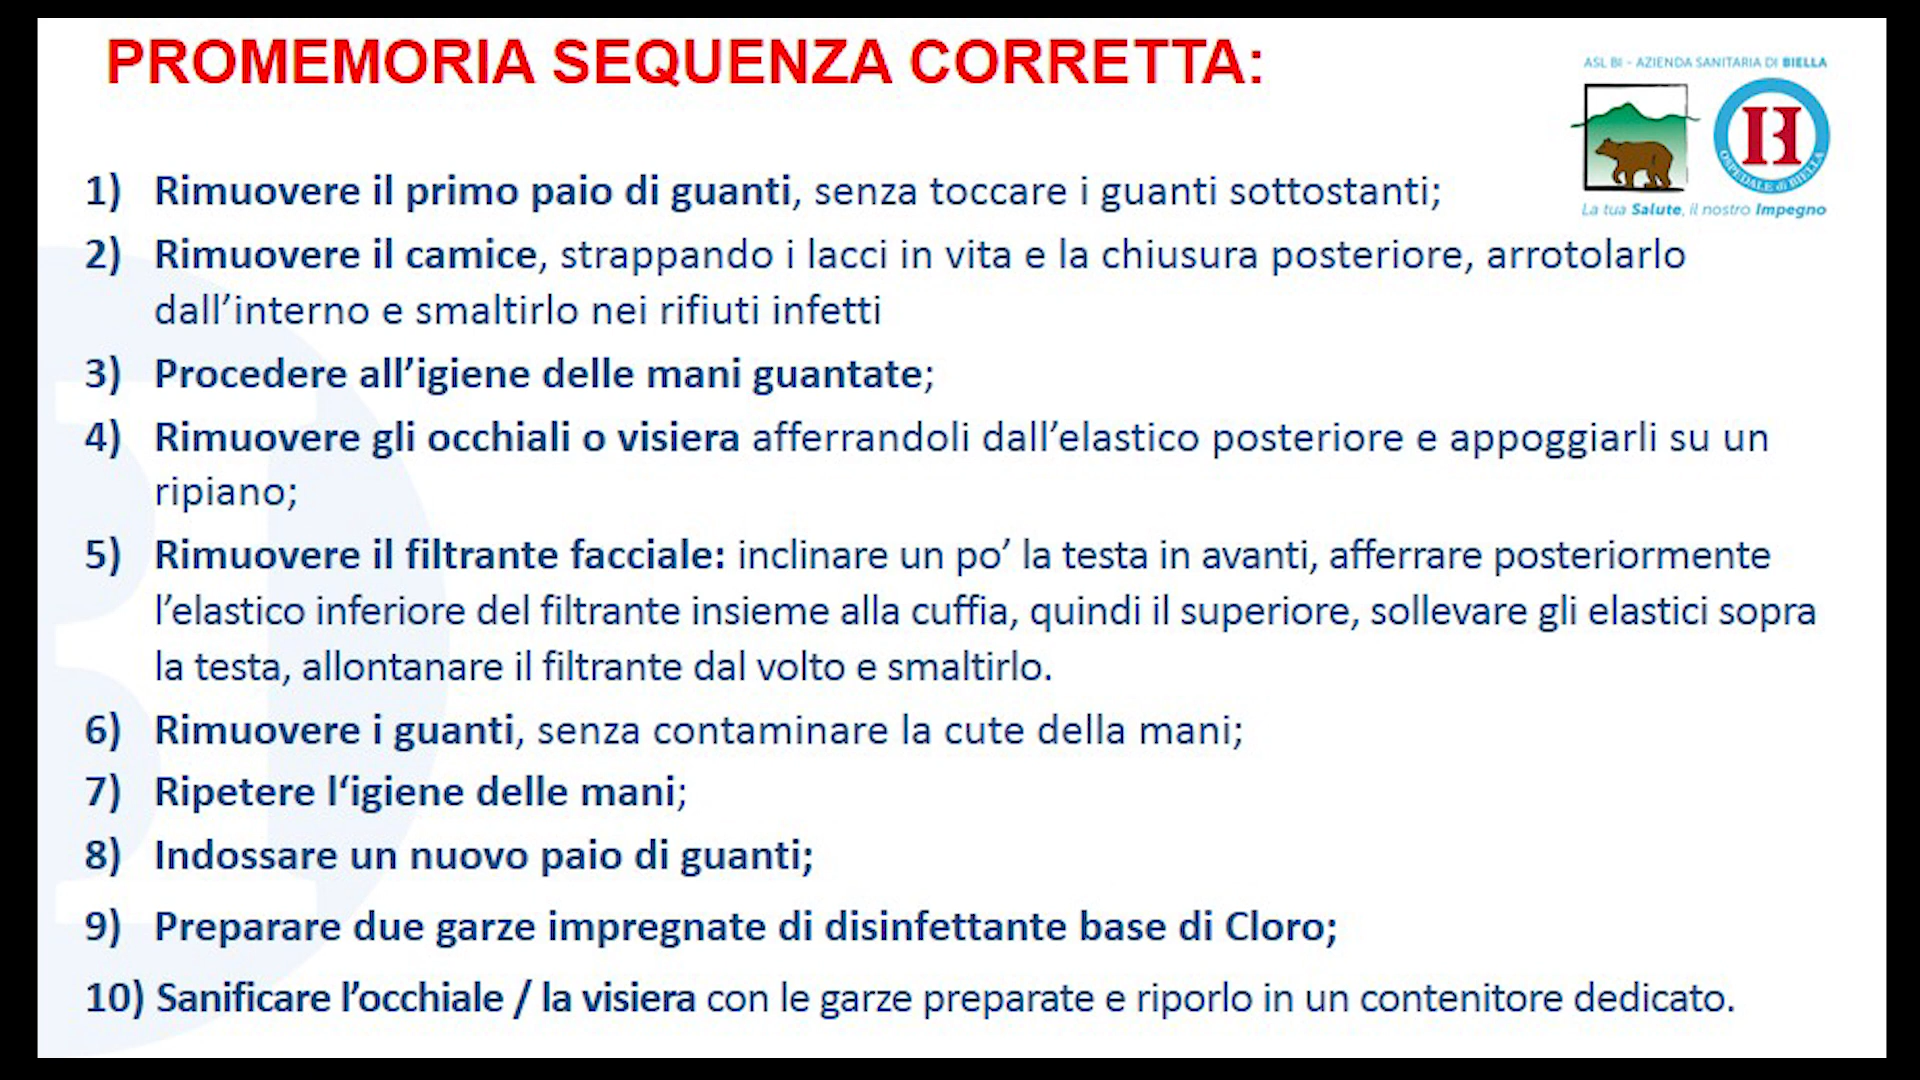 PROMEMORIA SEQUENZA CORRETTA:
ASL BI - AZIENDA SANITARIA DI BIELLA
OSPEDALE di BIELLA
La tua Salute, il nostro Impegno
1) Rimuovere il primo paio di guanti, senza toccare i guanti sottostanti;
2) Rimuovere il camice, strappando i lacci in vita e la chiusura posteriore, arrotolarlo
dall’interno e smaltirlo nei rifiuti infetti
3) Procedere all’igiene delle mani guantate;
4) Rimuovere gli occhiali o visiera afferrandoli dall’elastico posteriore e appoggiarli su un
ripiano;
5) Rimuovere il filtrante facciale: inclinare un po’ la testa in avanti, afferrare posteriormente
l’elastico inferiore del filtrante insieme alla cuffia, quindi il superiore, sollevare gli elastici sopra
la testa, allontanare il filtrante dal volto e smaltirlo.
6) Rimuovere i guanti, senza contaminare la cute della mani;
7) Ripetere l‘igiene delle mani;
8) Indossare un nuovo paio di guanti;
9) Preparare due garze impregnate di disinfettante base di Cloro;
10) Sanificare l’occhiale / la visiera con le garze preparate e riporlo in un contenitore dedicato.